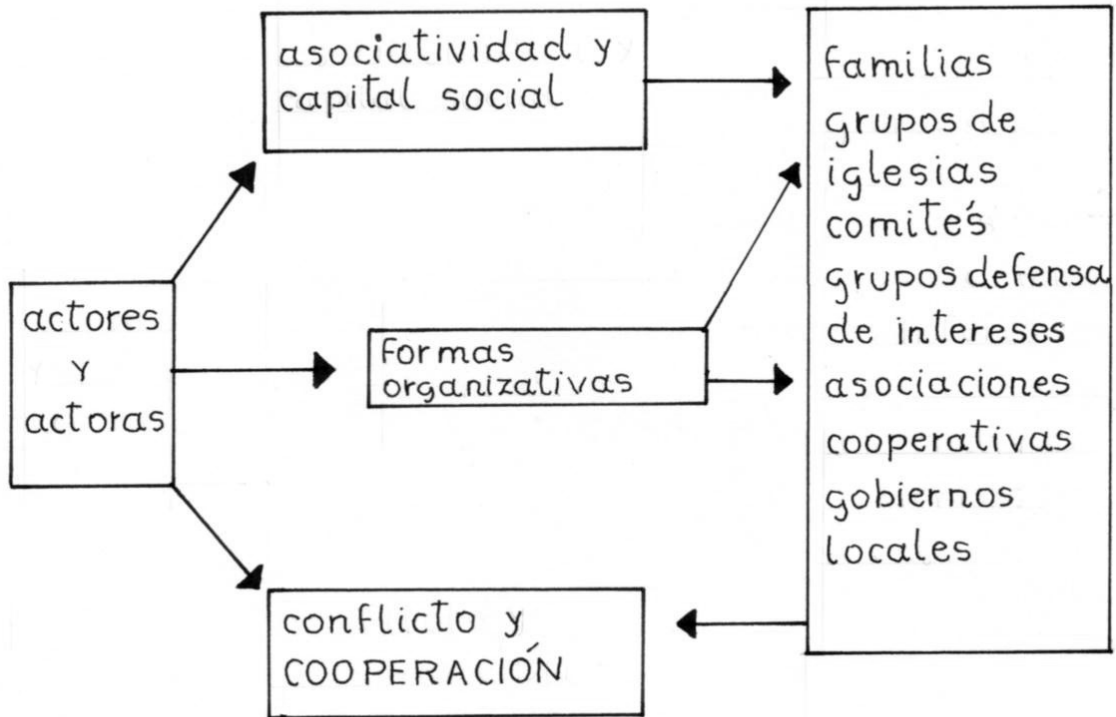 asociatividad y
capital social
familias
grupos de
iglesias
comités
grupos defensa
de intereses
asociaciones
cooperativas
gobiernos
locales
actores
y
actoras
formas
organizativas
conflicto y
COOPERACIÓN